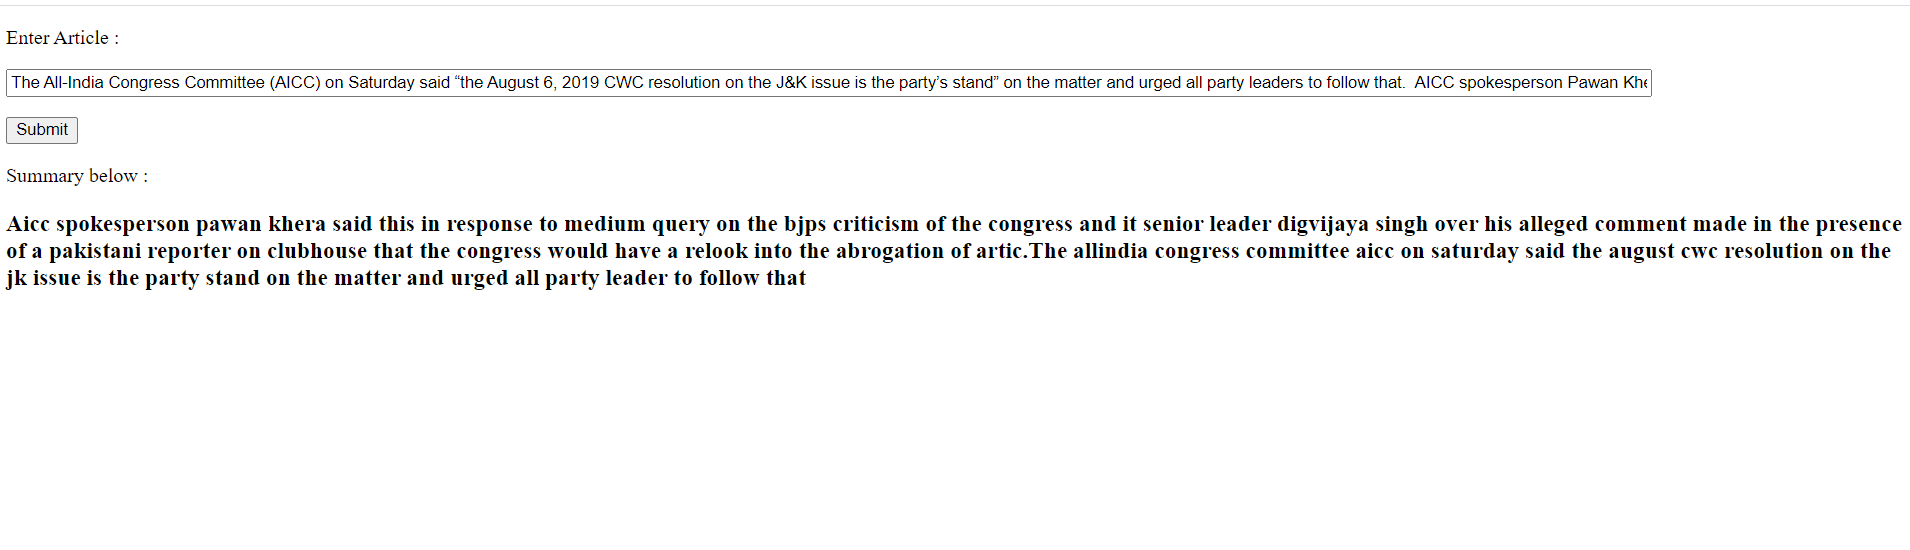 Enter Article :
The All-India Congress Committee (AICC) on Saturday said “the August 6, 2019 CWC resolution on the J&K issue is the party’s stand” on the matter and urged all party leaders to follow that.  AICC spokesperson Pawan
Submit
Summary below :
Aicc spokesperson pawan khera said this in response to medium query on the bjps criticism of the congress and it senior leader digvijaya singh over his alleged comment made in the presence
of a pakistani reporter on clubhouse that the congress would have a relook into the abrogation of artic.The allindia congress committee aicc on saturday said the august cwc resolution on the
jk issue is the party stand on the matter and urged all party leader to follow that